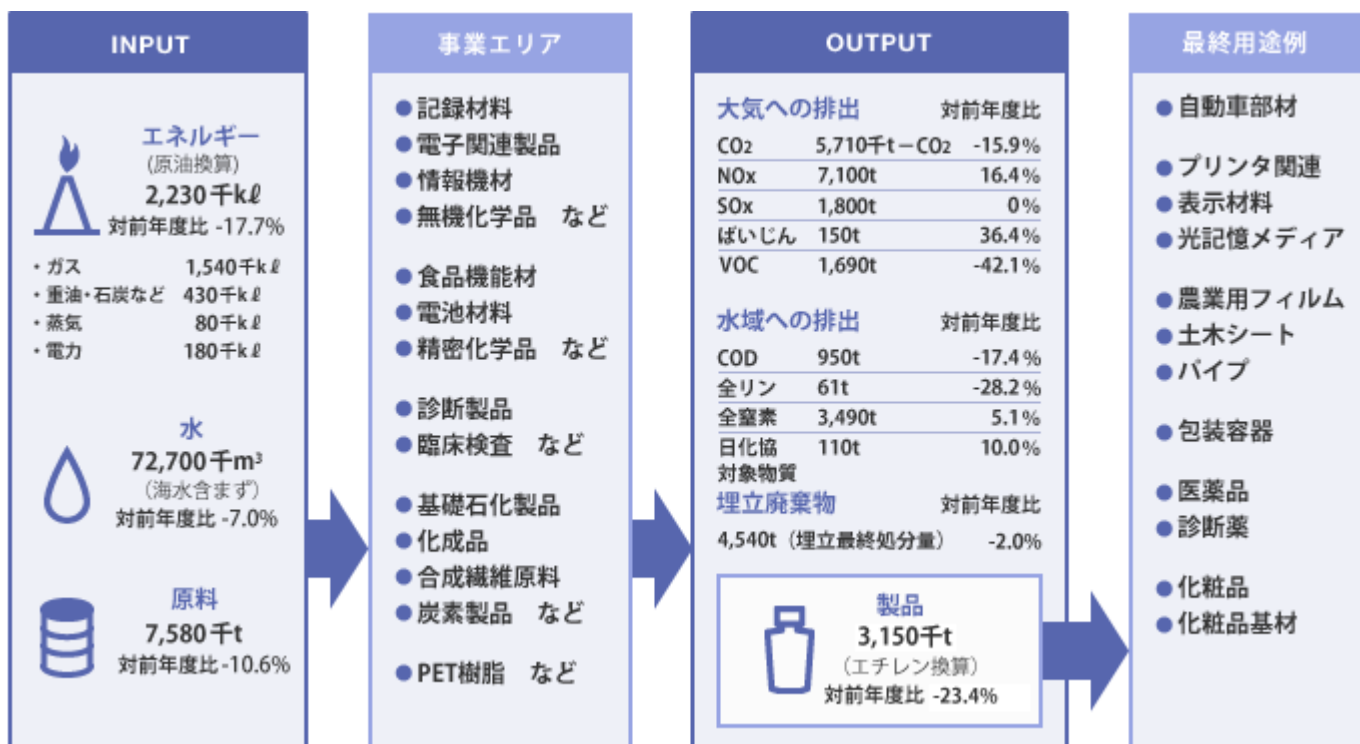 INPUT
エネルギー
(原油換算)
2,230千kℓ
対前年度比 -17.7%
・ガス 1,540千kℓ
・重油・石炭など 430千kℓ
・蒸気 80千kℓ
・電力 180千kℓ
水
72,700千m³
(海水含まず)
対前年度比 -7.0%
原料
7,580千t
対前年度比 -10.6%
事業エリア
●記録材料
●電子関連製品
●情報機材
●無機化学品 など
●食品機能材
●電池材料
●精密化学品 など
●診断製品
●臨床検査 など
●基礎石化製品
●化成品
●合成繊維原料
●炭素製品 など
●PET樹脂 など
OUTPUT
大気への排出 対前年度比
CO₂ 5,710千t－CO₂ -15.9%
NOx 7,100t 16.4%
SOx 1,800t 0%
ばいじん 150t 36.4%
VOC 1,690t -42.1%
水域への排出 対前年度比
COD 950t -17.4%
全リン 61t -28.2%
全窒素 3,490t 5.1%
日化協 110t 10.0%
対象物質
埋立廃棄物 対前年度比
4,540t（埋立最終処分量） -2.0%
製品
3,150千t
(エチレン換算)
対前年度比 -23.4%
最終用途例
●自動車部材
●プリンタ関連
●表示材料
●光記憶メディア
●農業用フィルム
●土木シート
●パイプ
●包装容器
●医薬品
●診断薬
●化粧品
●化粧品基材